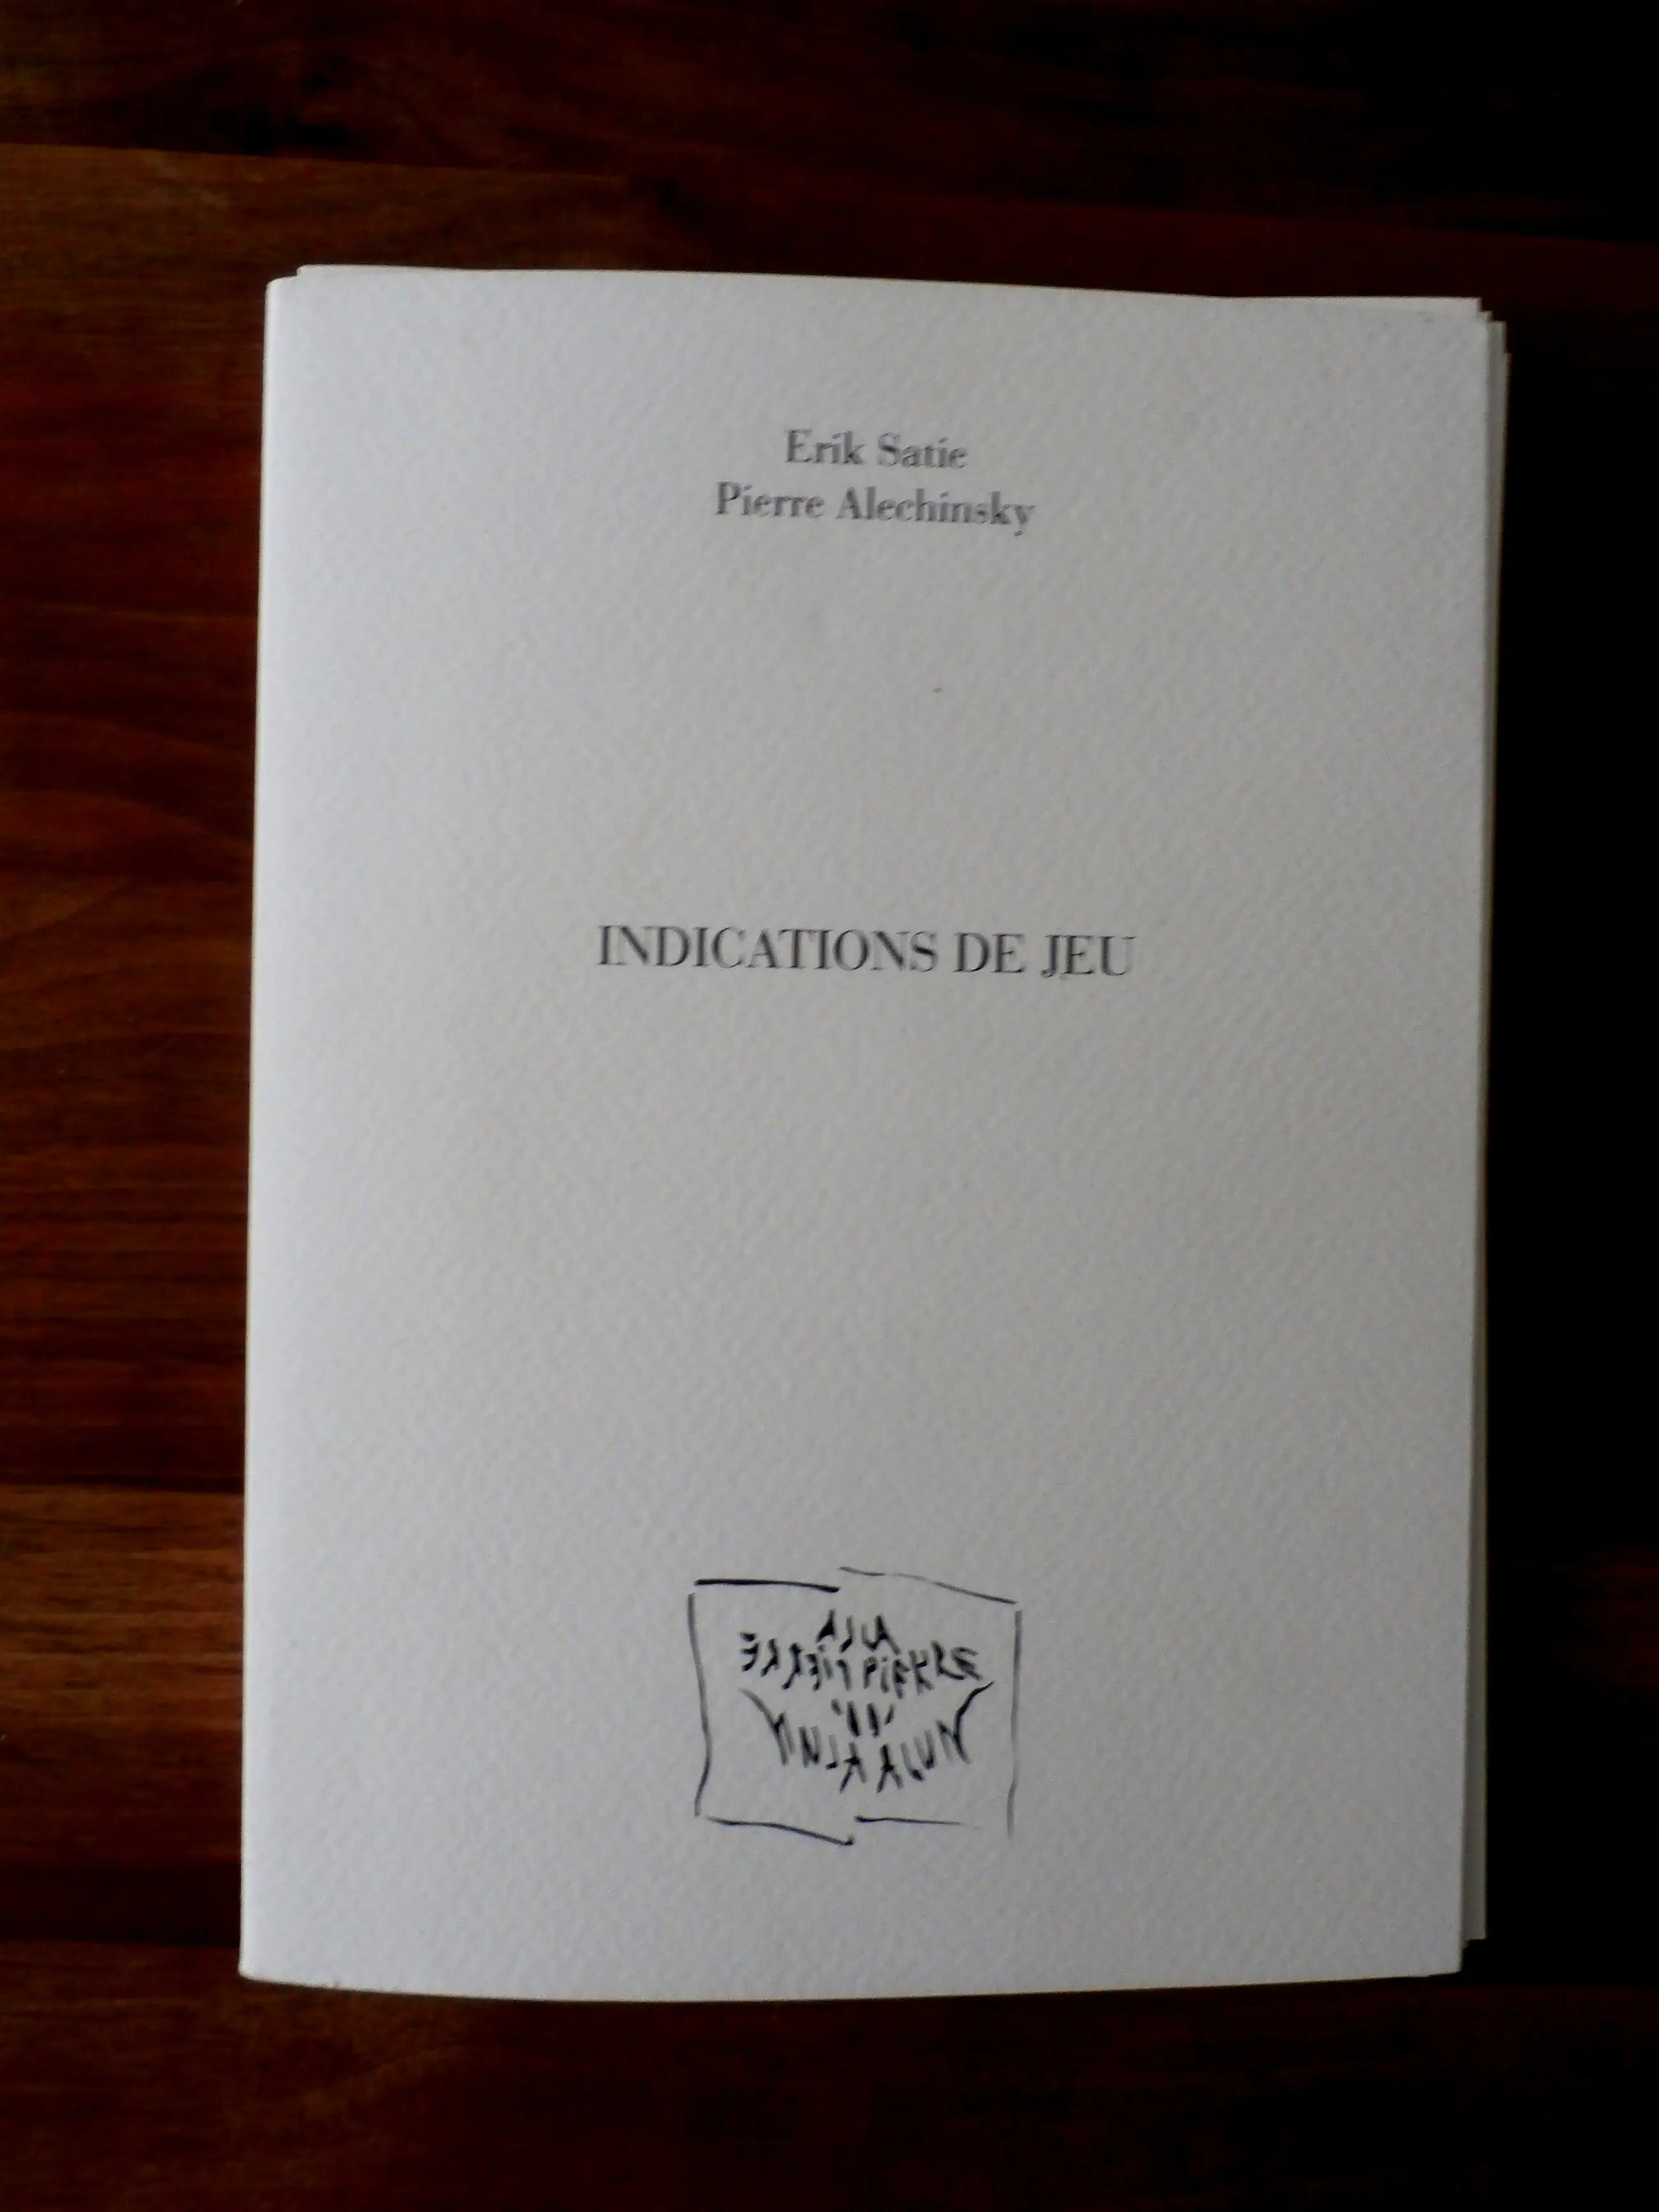 Erik Satie
Pierre Alechinsky
INDICATIONS DE JEU